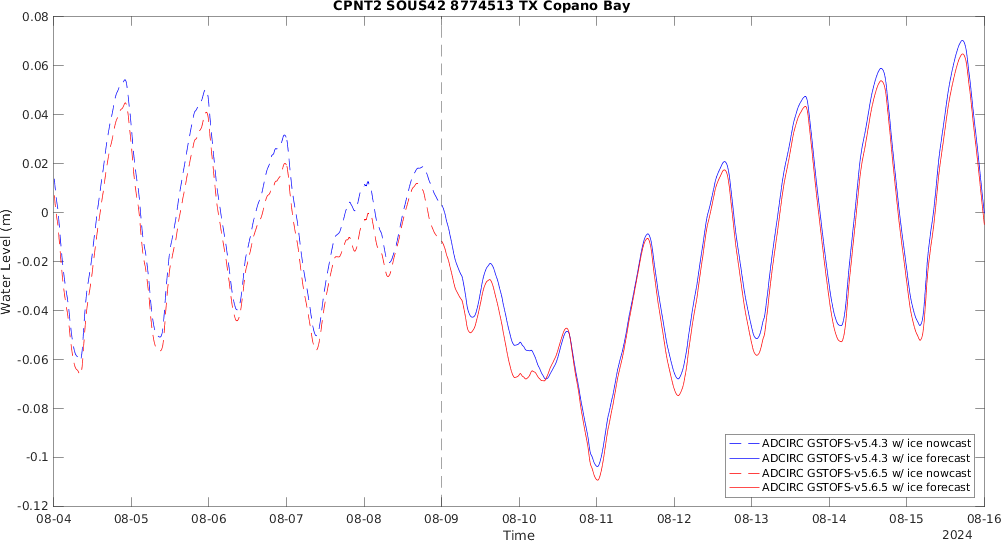 CPNT2 SOUS42 8774513 TX Copano Bay
0.08
0.06
0.04
0.02
0
-0.02
-0.04
-0.06
-0.08
-0.1
-0.12
Water Level (m)
ADCIRC GSTOFS-v5.4.3 w/ ice nowcast
ADCIRC GSTOFS-v5.4.3 w/ ice forecast
ADCIRC GSTOFS-v5.6.5 w/ ice nowcast
ADCIRC GSTOFS-v5.6.5 w/ ice forecast
08-04 08-05 08-06 08-07 08-08 08-09 08-10 08-11 08-12 08-13 08-14 08-15 08-16
Time
2024